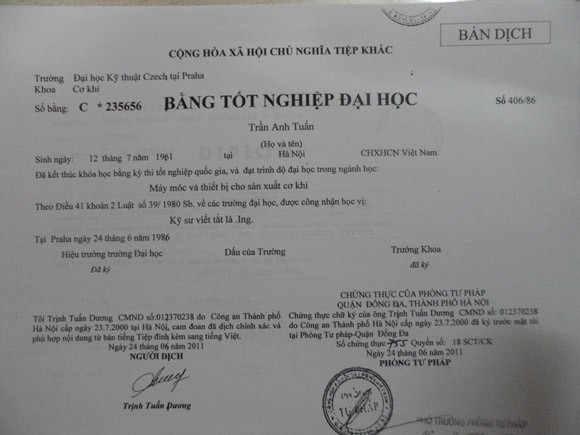 BẢN DỊCH
CỘNG HÒA XÃ HỘI CHỦ NGHĨA TIỆP KHẮC
Trường Đại học Kỹ thuật Czech tại Praha
Khoa Cơ khí
Số bằng: C * 235656 BẰNG TỐT NGHIỆP ĐẠI HỌC Số 406/86
Trần Anh Tuấn
(Họ và tên)
Sinh ngày: 12 tháng 7 năm 1961 tại Hà Nội CHXHCN Việt Nam
Đã kết thúc khóa học bằng kỳ thi tốt nghiệp quốc gia, và đạt trình độ đại học trong ngành học:
Máy móc và thiết bị cho sản xuất cơ khí
Theo Điều 41 khoản 2 Luật số 39/ 1980 Sb. về các trường đại học, được công nhận học vị:
Kỹ sư viết tắt là .Ing.
Tại Praha ngày 24 tháng 6 năm 1986
Hiệu trưởng trường Đại học Dấu của Trường Trưởng Khoa
Đã ký đã ký
Tôi Trịnh Tuấn Dương CMND số:012370238 do Công an Thành phố
Hà Nội cấp ngày 23.7.2000 tại Hà Nội, cam đoan đã dịch chính xác và
phù hợp nội dung từ bản tiếng Tiệp đính kèm sang tiếng Việt.
Ngày 24 tháng 06 năm 2011
NGƯỜI DỊCH
Trịnh Tuấn Dương
CHỨNG THỰC CỦA PHÒNG TƯ PHÁP
QUẬN ĐỐNG ĐA, THÀNH PHỐ HÀ NỘI
Chứng thực chữ ký của ông Trịnh Tuấn Dương CMND số: 012370238
do Công an Thành phố Hà Nội cấp ngày 23.7.2000 đã ký trước mặt tôi
tại Phòng Tư pháp-Quận Đống Đa
Số chứng thực 755 Quyển số: 18 SCT/CK
Ngày 24 tháng 06 năm 2011
PHÒNG TƯ PHÁP
PHÒNG
TƯ PHÁP
PHÓ TRƯỞNG PHÒNG TƯ PHÁP